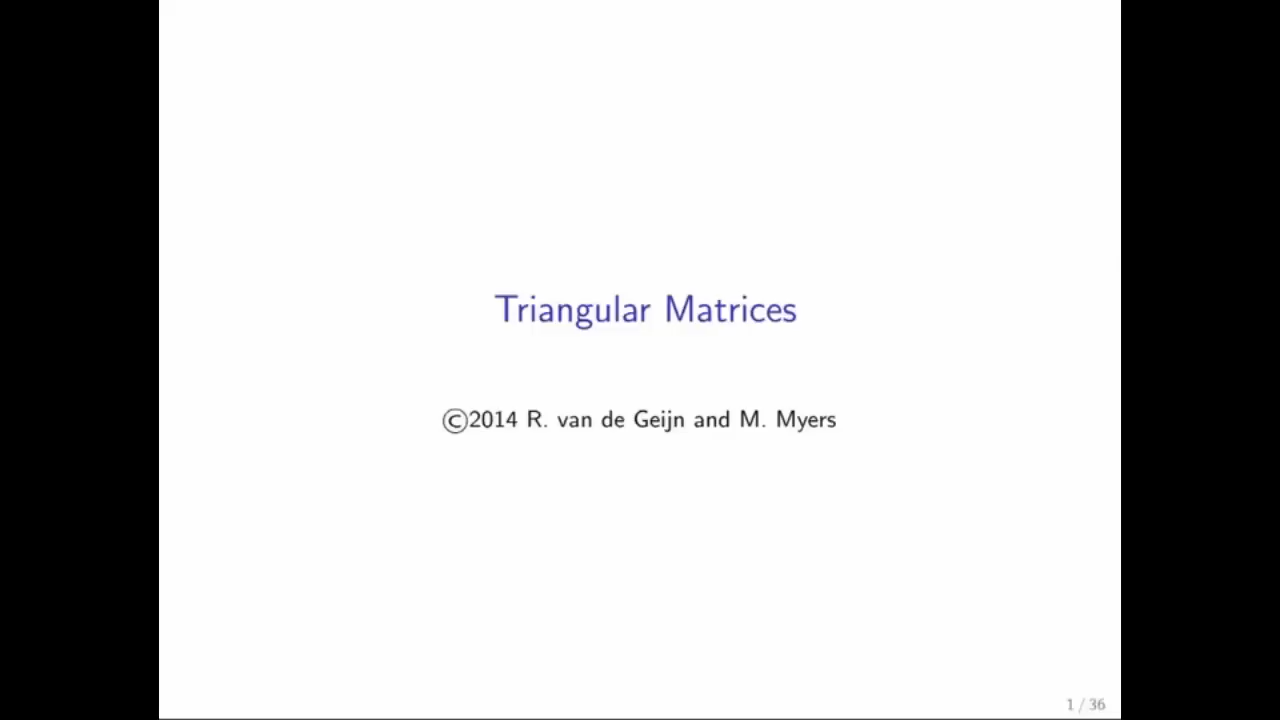 Triangular Matrices
©2014 R. van de Geijn and M. Myers
1 / 36